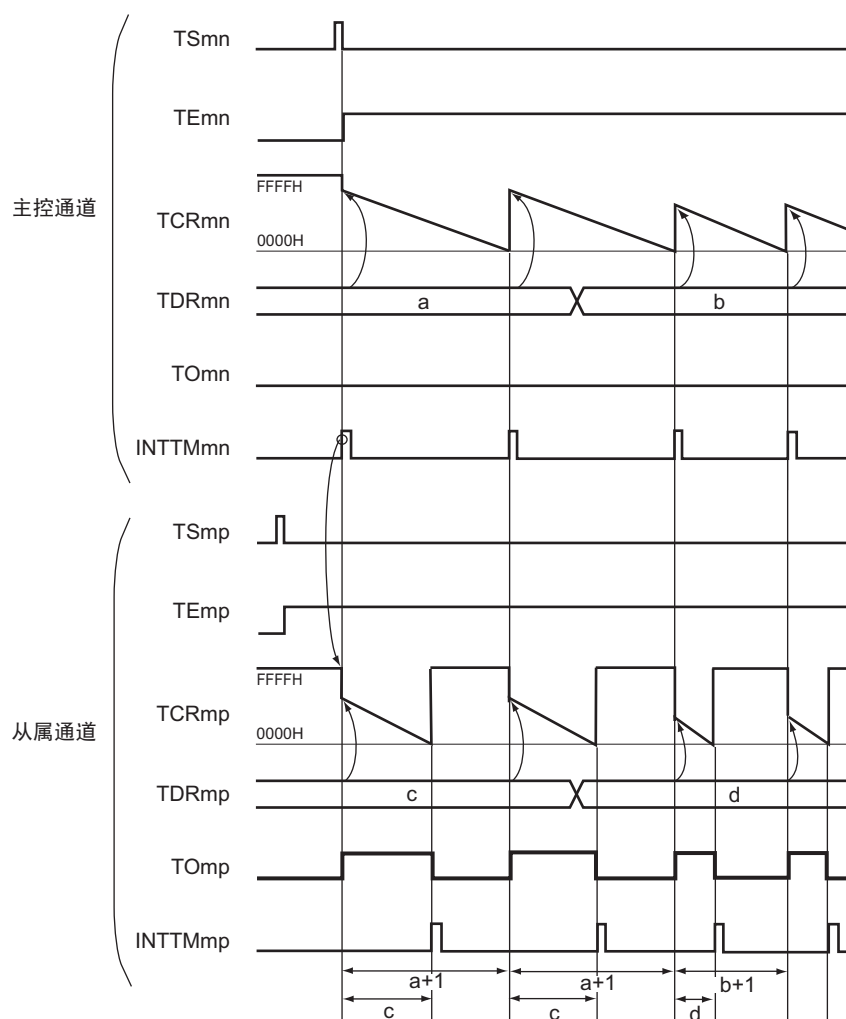 主控通道
TSmn
TEmn
FFFFH
TCRmn
0000H
TDRmn
a
b
TOmn
INTTMmn
从属通道
TSmp
TEmp
FFFFH
TCRmp
0000H
TDRmp
c
d
TOmp
INTTMmp
a+1
a+1
b+1
c
c
d